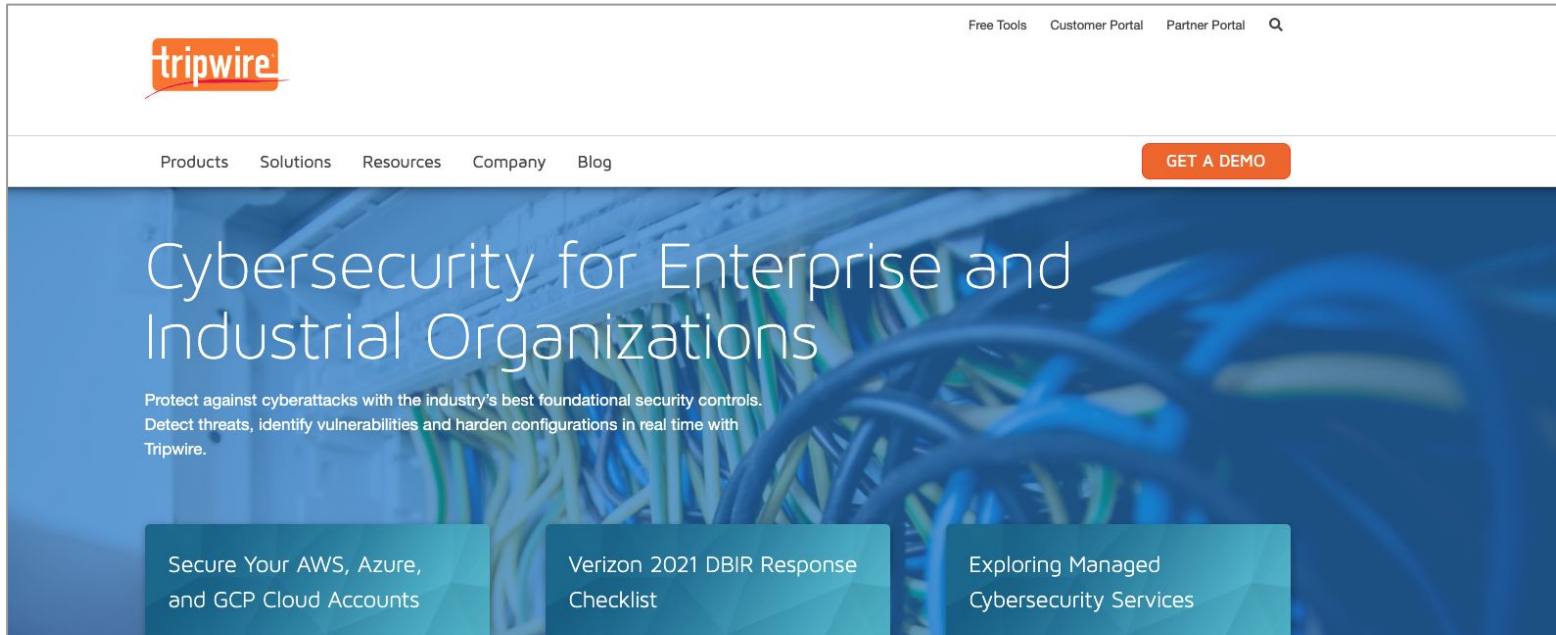 Free Tools Customer Portal Partner Portal
tripwire
Products Solutions Resources Company Blog GET A DEMO
Cybersecurity for Enterprise and
Industrial Organizations
Protect against cyberattacks with the industry's best foundational security controls.
Detect threats, identify vulnerabilities and harden configurations in real time with
Tripwire.
Secure Your AWS, Azure,
and GCP Cloud Accounts
Verizon 2021 DBIR Response
Checklist
Exploring Managed
Cybersecurity Services